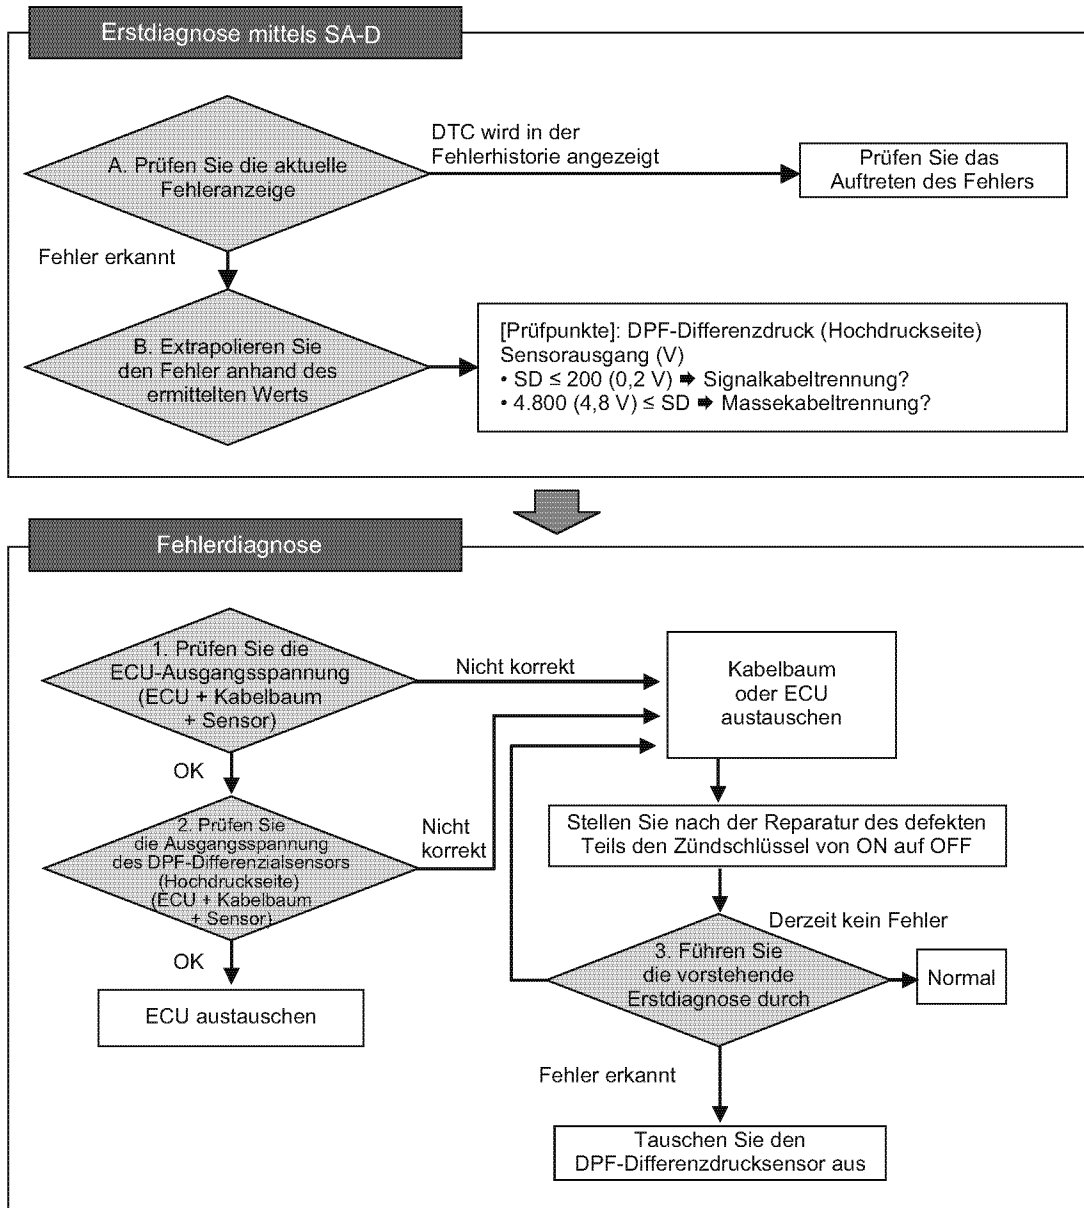 Erstdiagnose mittels SA-D
A. Prüfen Sie die aktuelle
Fehleranzeige
DTC wird in der
Fehlerhistorie angezeigt
Prüfen Sie das
Auftreten des Fehlers
Fehler erkannt
B. Extrapolieren Sie
den Fehler anhand des
ermittelten Werts
[Prüfpunkte]: DPF-Differenzdruck (Hochdruckseite)
Sensorausgang (V)
• SD ≤ 200 (0,2 V) ➡ Signalkabeltrennung?
• 4.800 (4,8 V) ≤ SD ➡ Massekabeltrennung?
Fehlerdiagnose
1. Prüfen Sie die
ECU-Ausgangsspannung
(ECU + Kabelbaum
+ Sensor)
Nicht korrekt
Kabelbaum
oder ECU
austauschen
OK
2. Prüfen Sie
die Ausgangsspannung
des DPF-Differenzialsensors
(Hochdruckseite)
(ECU + Kabelbaum
+ Sensor)
Nicht
korrekt
Stellen Sie nach der Reparatur des defekten
Teils den Zündschlüssel von ON auf OFF
OK
ECU austauschen
Derzeit kein Fehler
3. Führen Sie
die vorstehende
Erstdiagnose durch
Normal
Fehler erkannt
Tauschen Sie den
DPF-Differenzdrucksensor aus